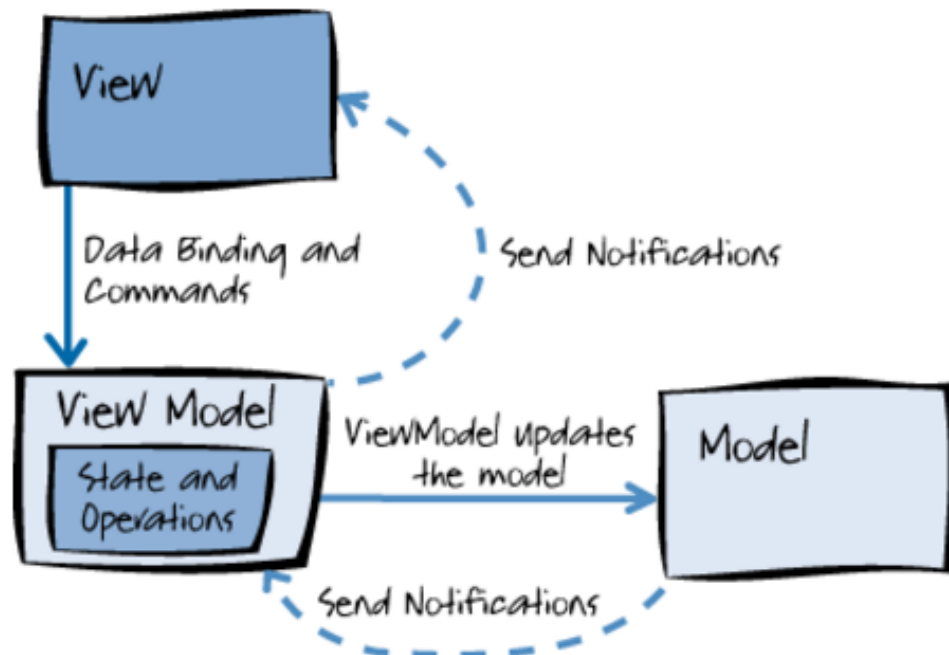 View
Data Binding and
Commands
Send Notifications
View Model
State and
Operations
ViewModel updates
the model
Model
Send Notifications